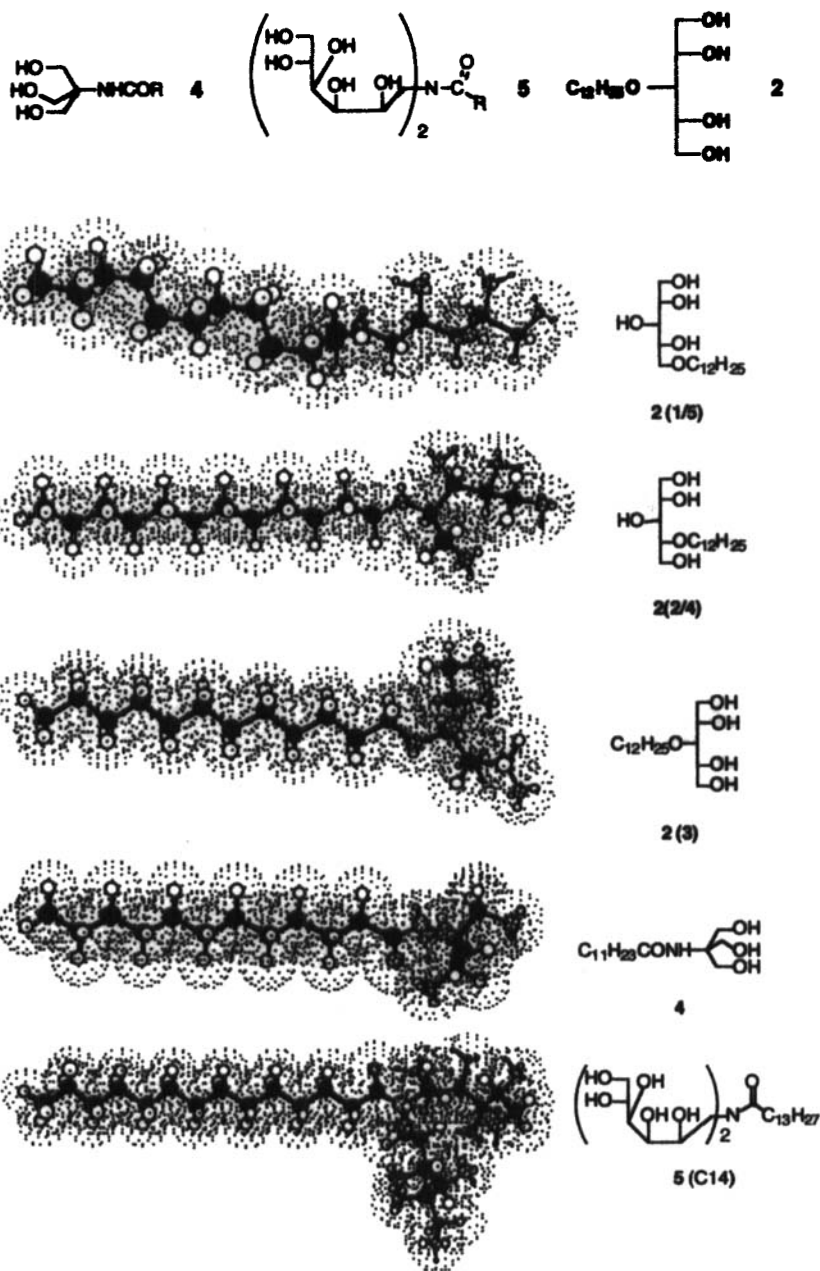 HO
HO
HO
NHCOR
4
HO
HO
OH
OH
OH
N
C
O
R
2
5
C₁₂H₂₅O
OH
OH
OH
OH
2
OH
OH
HO
OH
OC₁₂H₂₅
2 (1/5)
OH
OH
HO
OC₁₂H₂₅
OH
2(2/4)
OH
OH
C₁₂H₂₅O
OH
OH
2 (3)
OH
C₁₁H₂₃CONH
OH
OH
4
HO
HO
OH
OH
OH
2
N
O
C₁₃H₂₇
5 (C14)